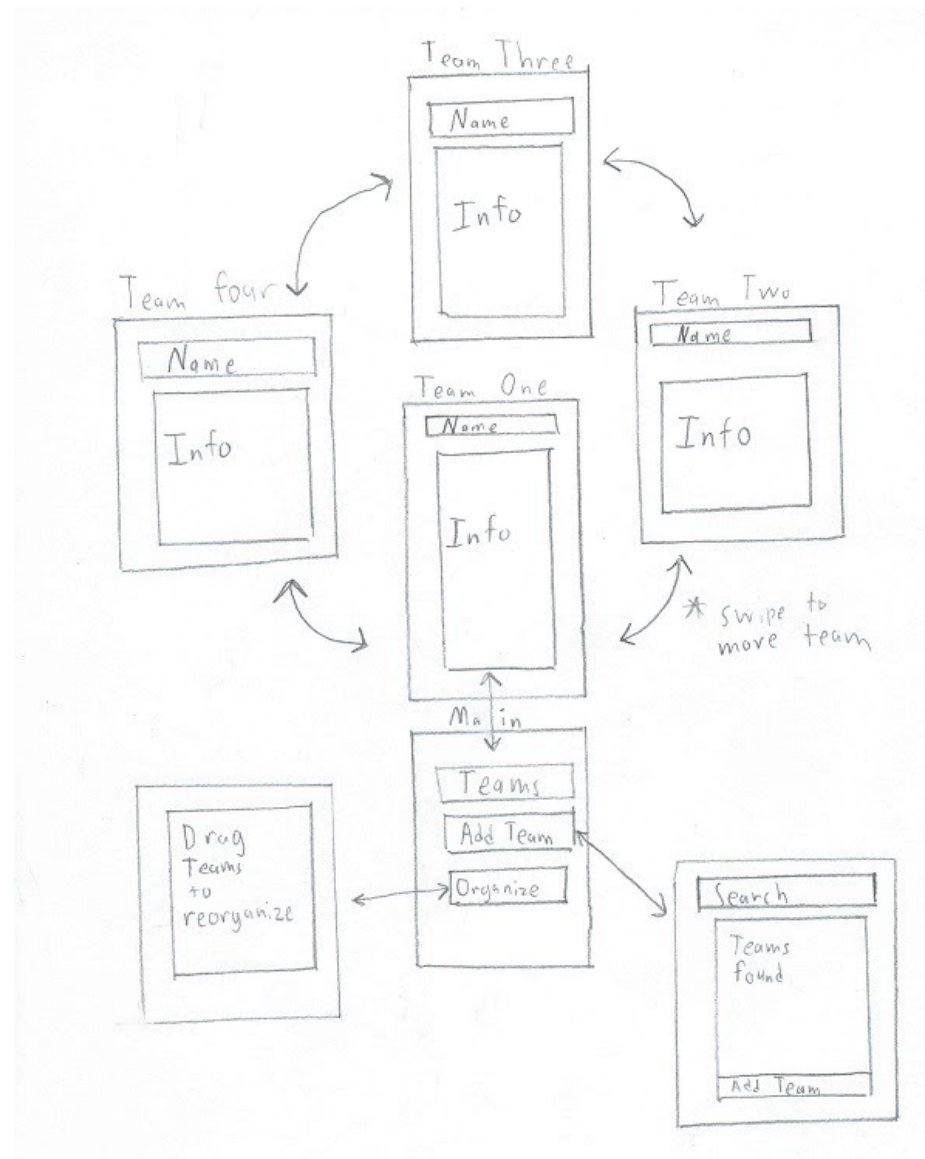 Team Three
Name
Info
Team four
Name
Info
Team Two
Name
Info
Team One
Name
Info
* swipe to
move team
Main
Teams
Add Team
Organize
Drag
Teams
to
reorganize
Search
Teams
found
Add Team